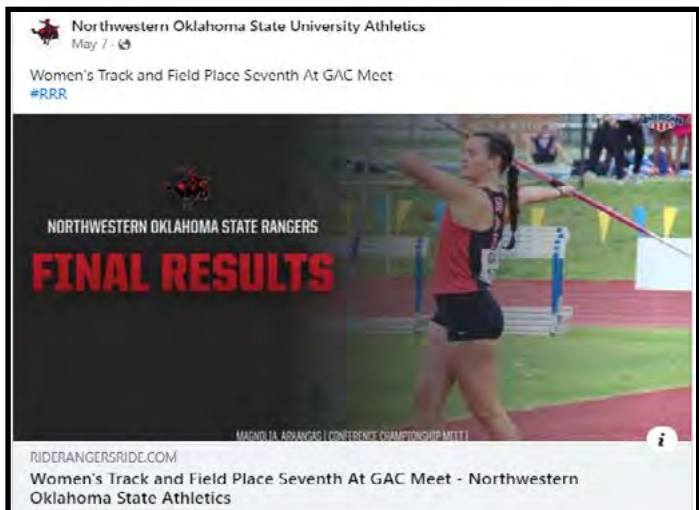 Northwestern Oklahoma State University Athletics
May 7 ·
Women's Track and Field Place Seventh At GAC Meet
#RRR
NORTHWESTERN OKLAHOMA STATE RANGERS
FINAL RESULTS
MAGNOLIA, ARKANSAS | CONFERENCE CHAMPIONSHIP MEET |
i
RIDERANGERSRIDE.COM
Women's Track and Field Place Seventh At GAC Meet - Northwestern
Oklahoma State Athletics